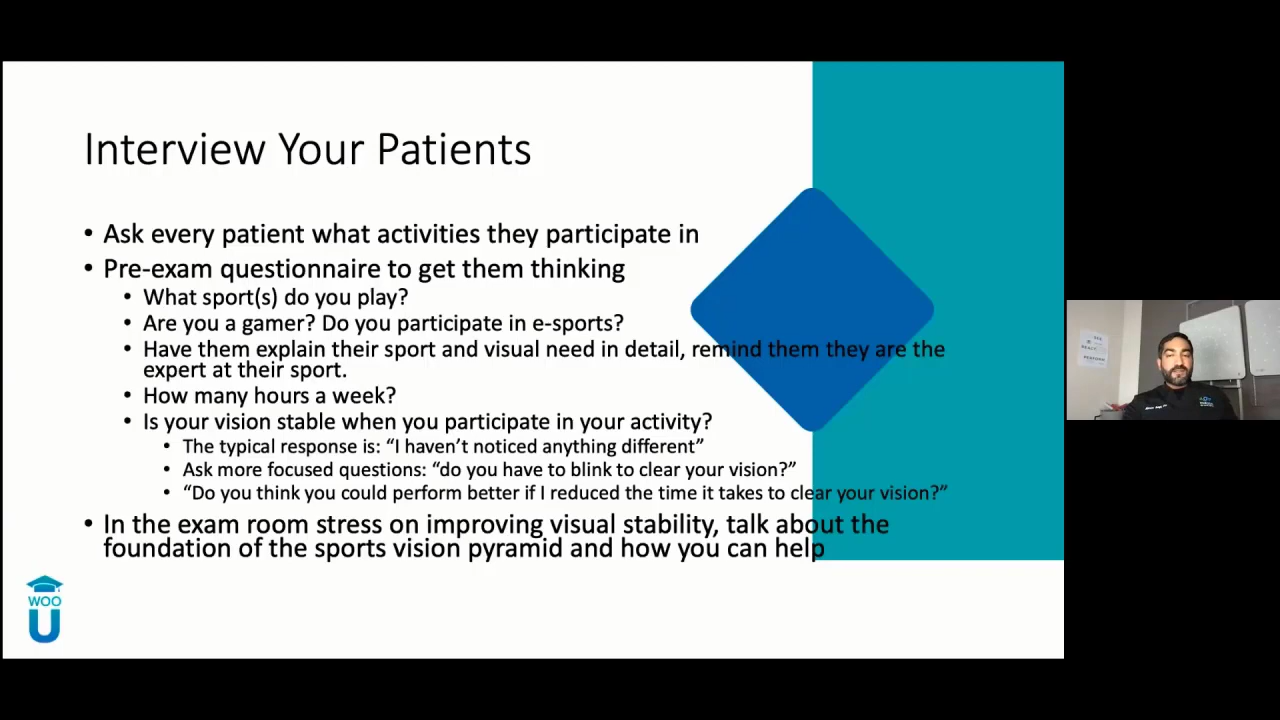 Interview Your Patients
• Ask every patient what activities they participate in
• Pre-exam questionnaire to get them thinking
• What sport(s) do you play?
• Are you a gamer? Do you participate in e-sports?
• Have them explain their sport and visual need in detail, remind them they are the
expert at their sport.
• How many hours a week?
• Is your vision stable when you participate in your activity?
• The typical response is: “I haven’t noticed anything different”
• Ask more focused questions: “do you have to blink to clear your vision?”
• “Do you think you could perform better if I reduced the time it takes to clear your vision?”
• In the exam room stress on improving visual stability, talk about the
foundation of the sports vision pyramid and how you can help
WOO
U